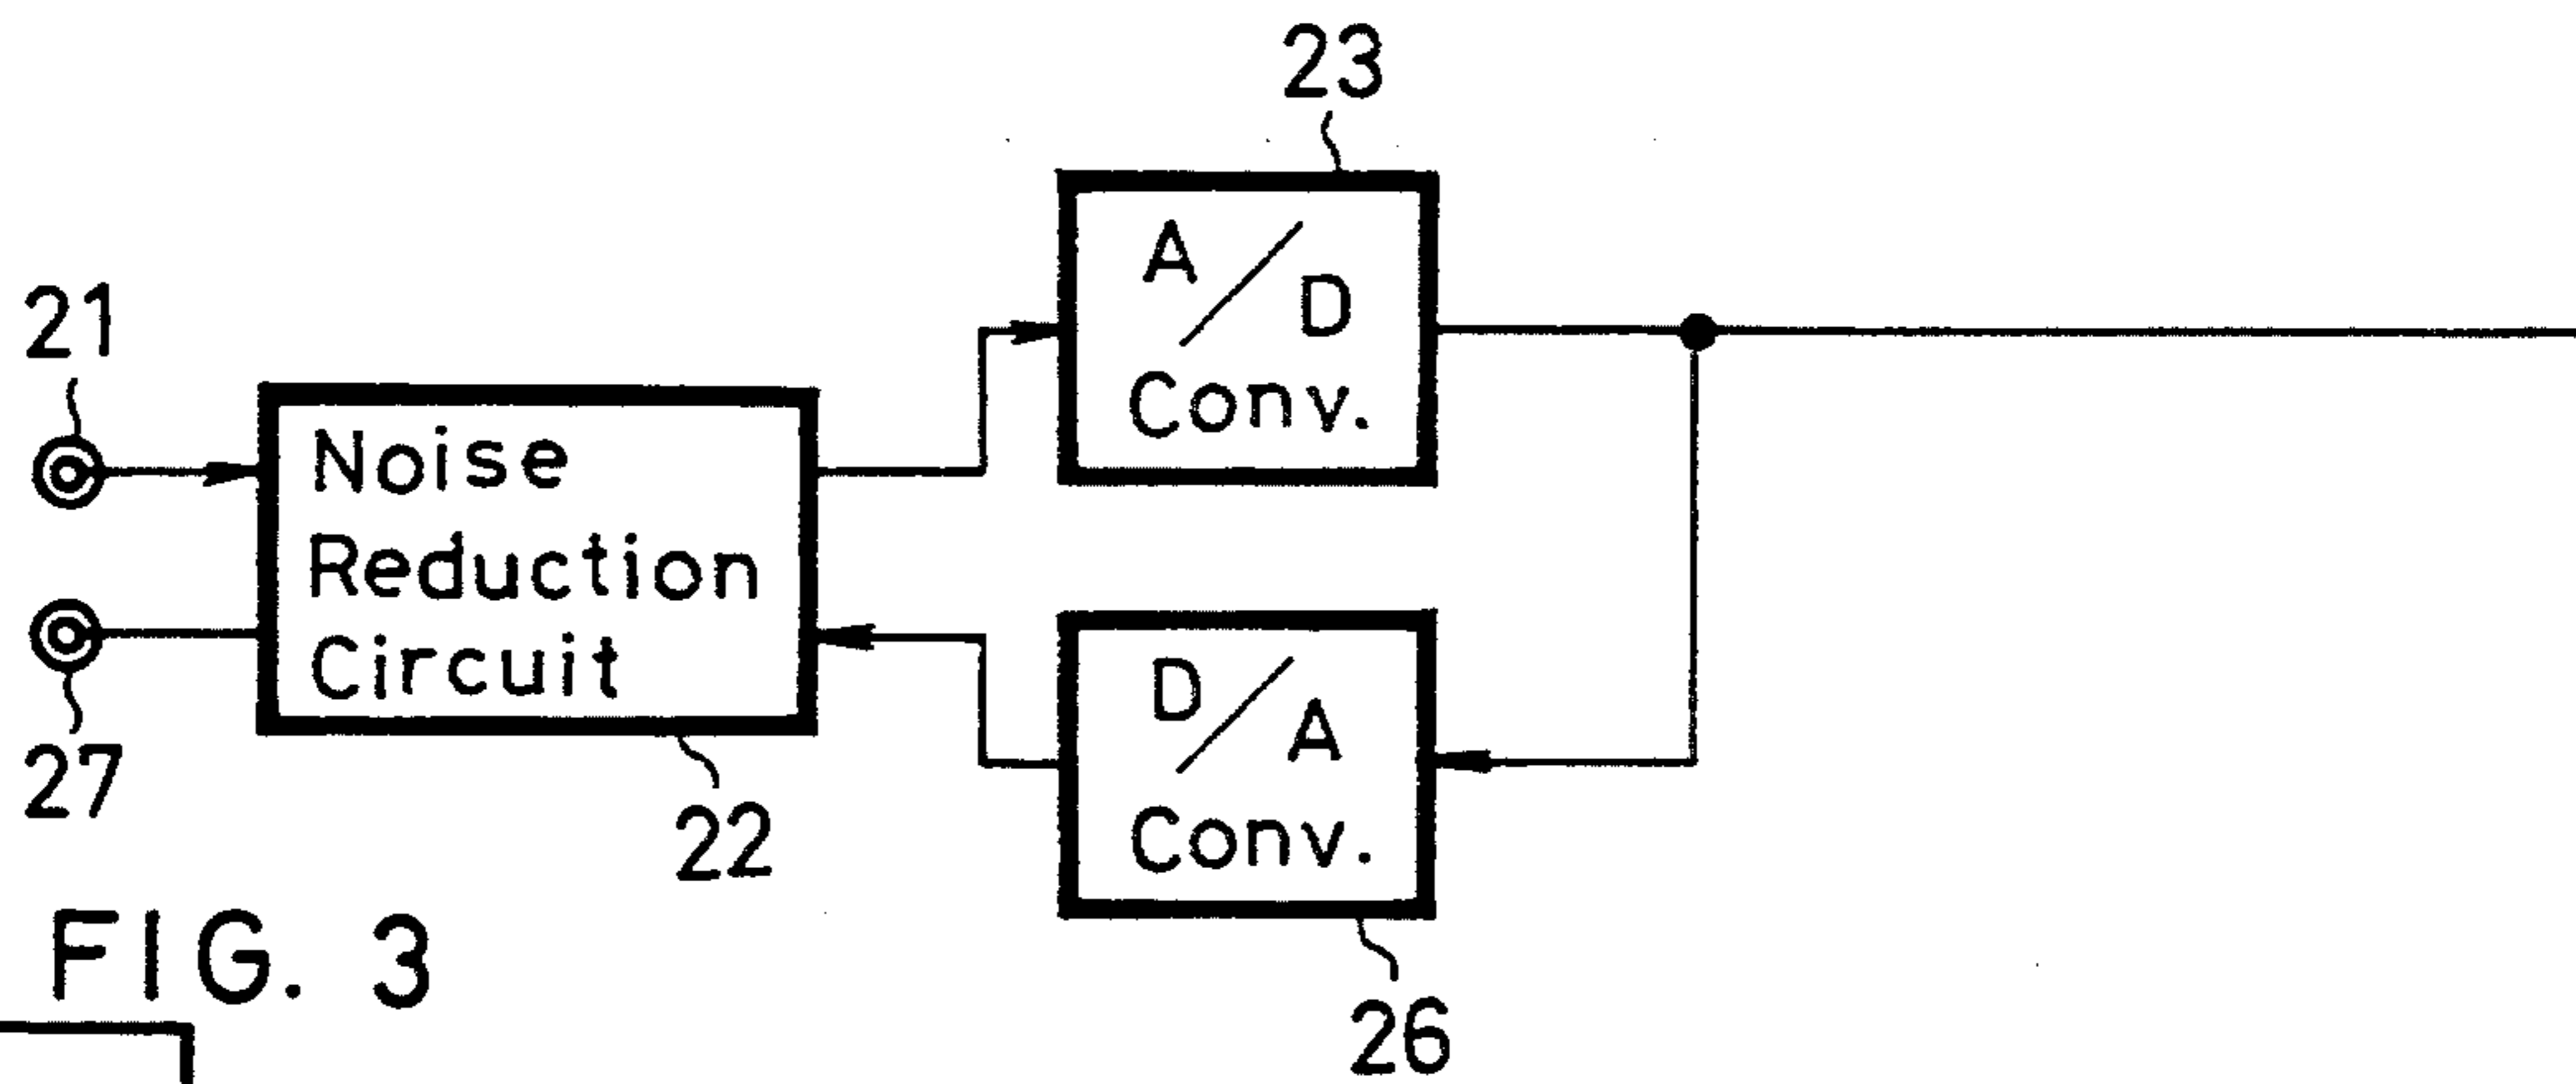 23
A/D
Conv.
21
Noise
Reduction
Circuit
27
22
D/A
Conv.
26
FIG. 3